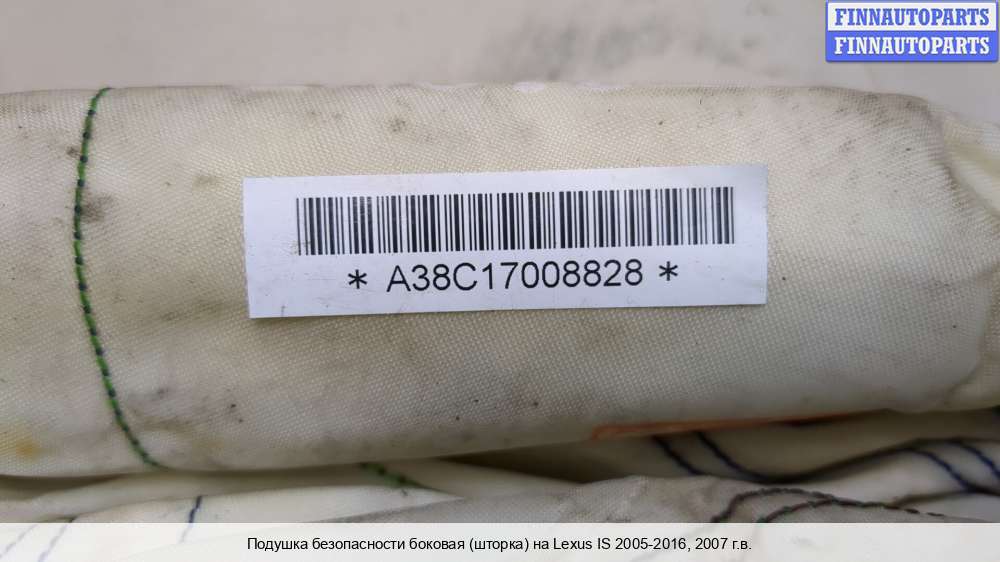 FINNAUTOPARTS
FINNAUTOPARTS
* A38C17008828 *
Подушка безопасности боковая (шторка) на Lexus IS 2005-2016, 2007 г.в.